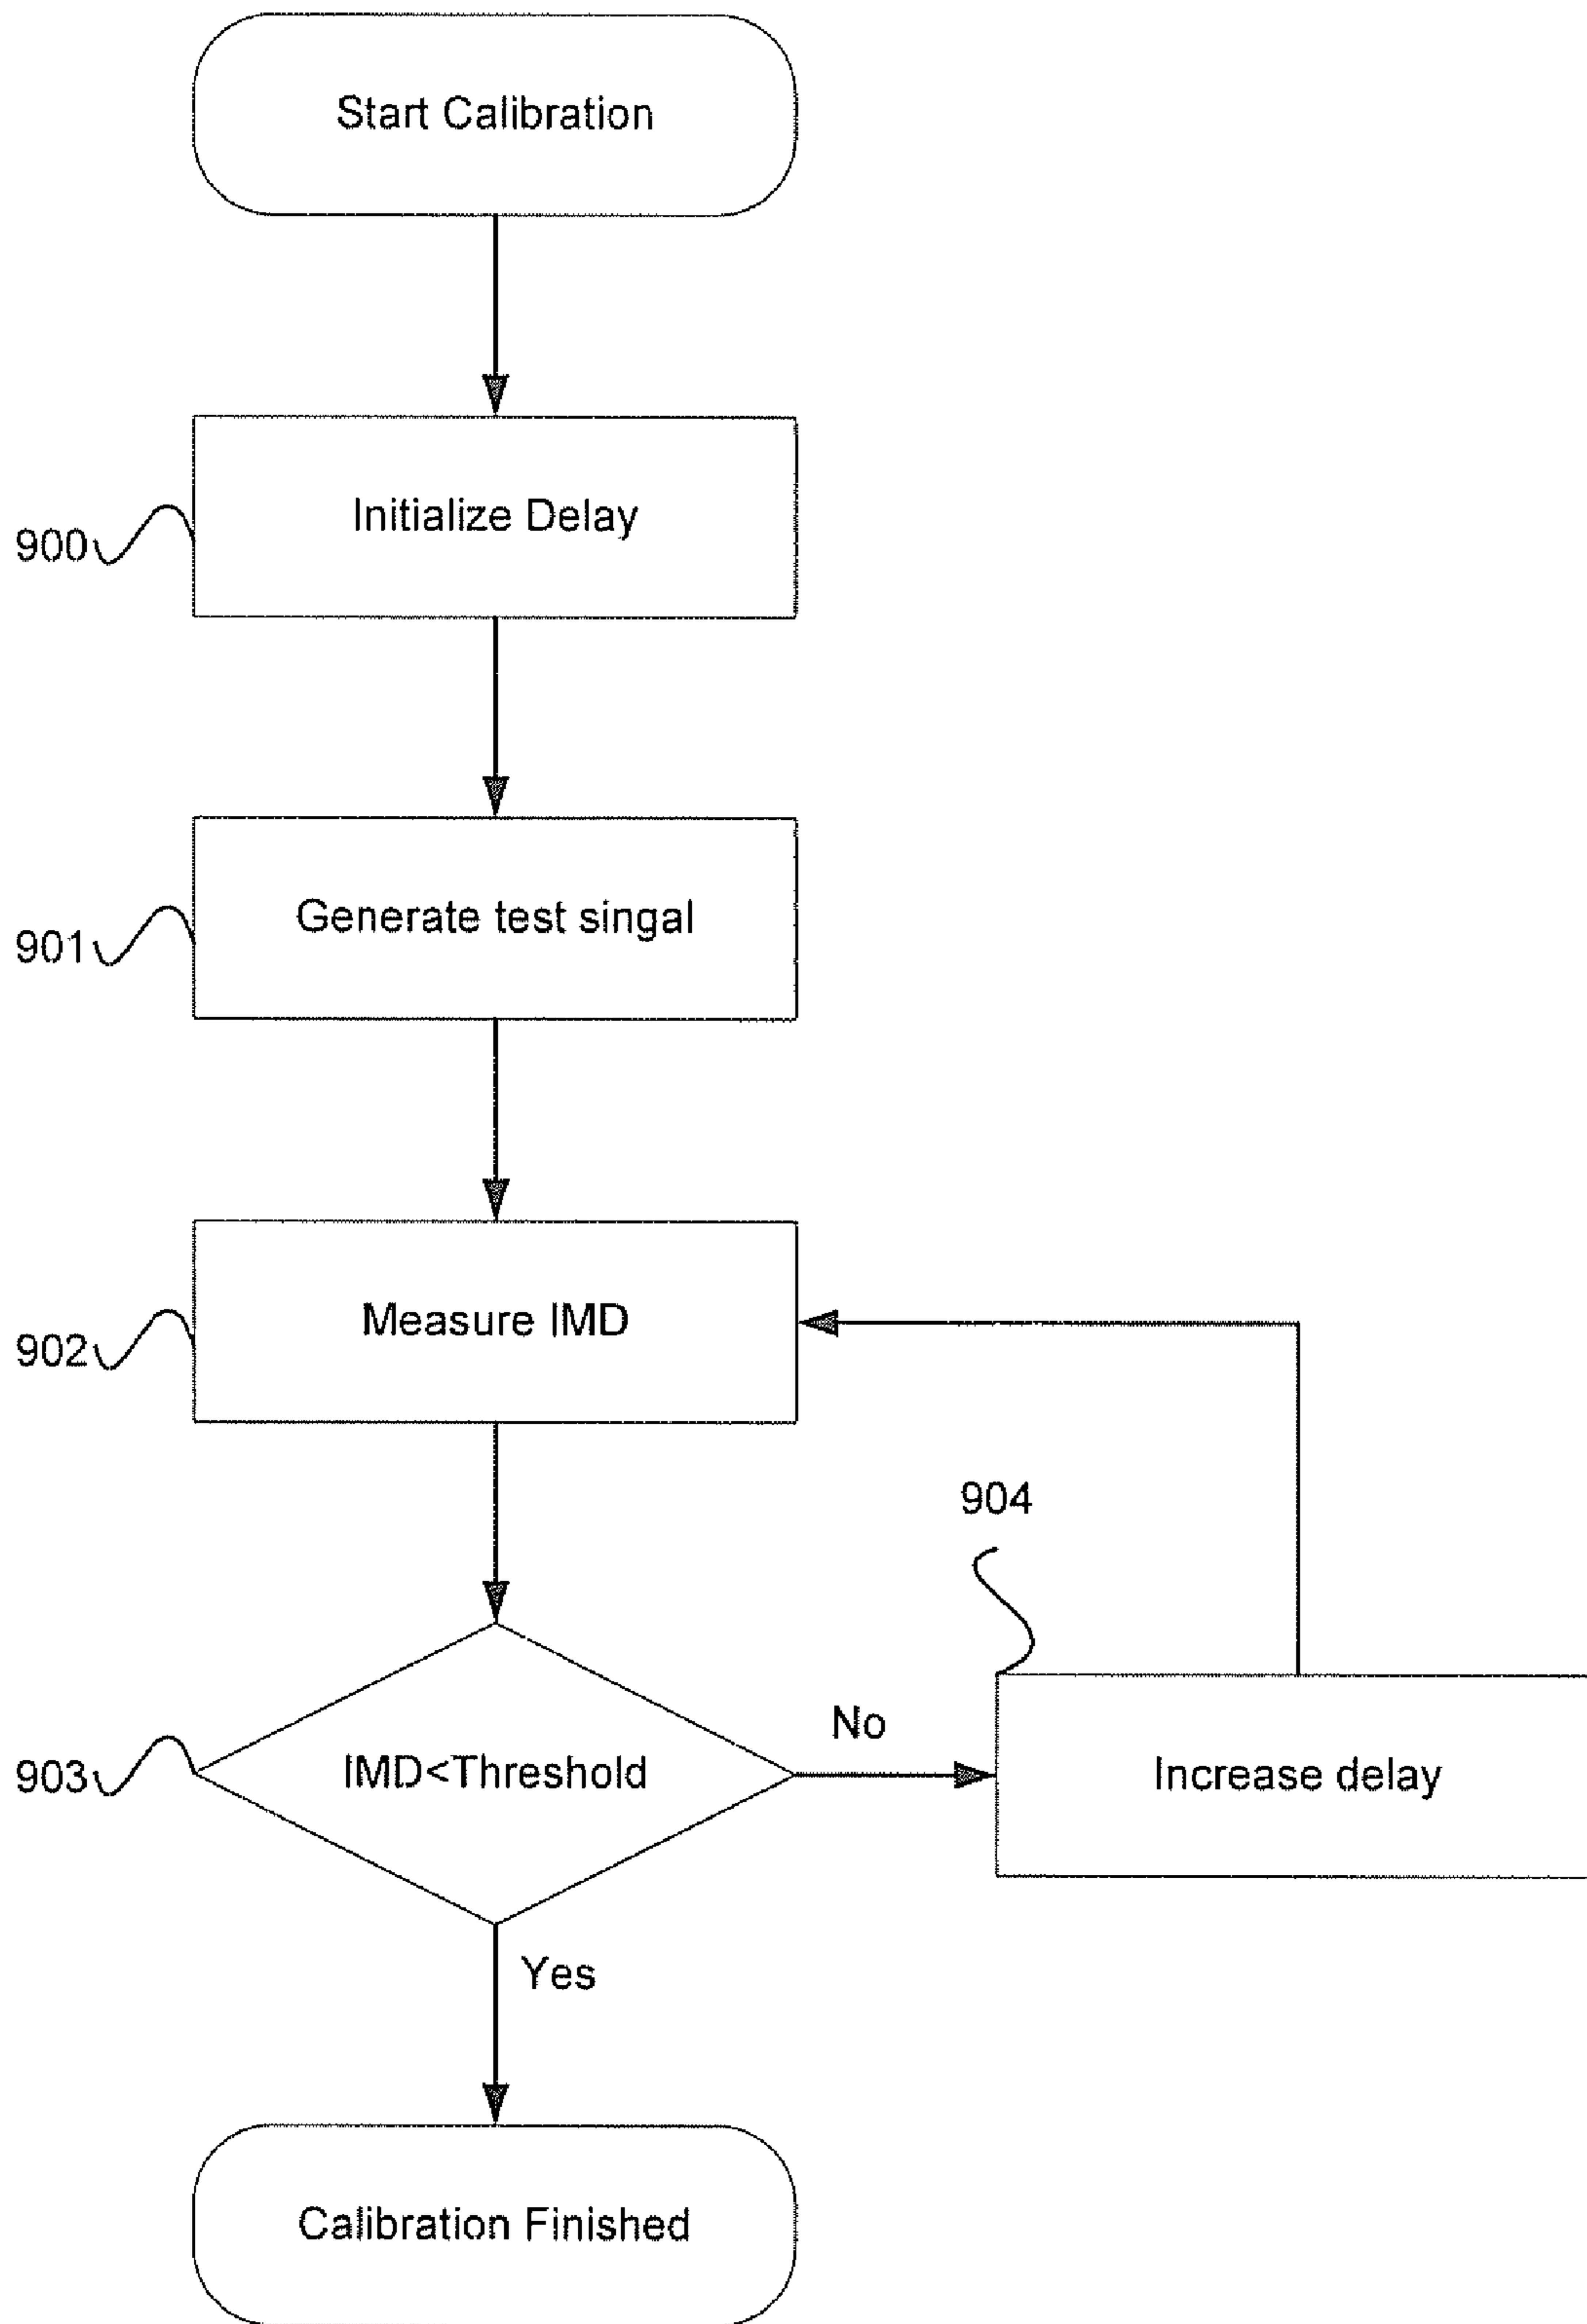 Start Calibration
Initialize Delay
900
Generate test singal
901
Measure IMD
902
904
No
IMD<Threshold
903
Increase delay
Yes
Calibration Finished